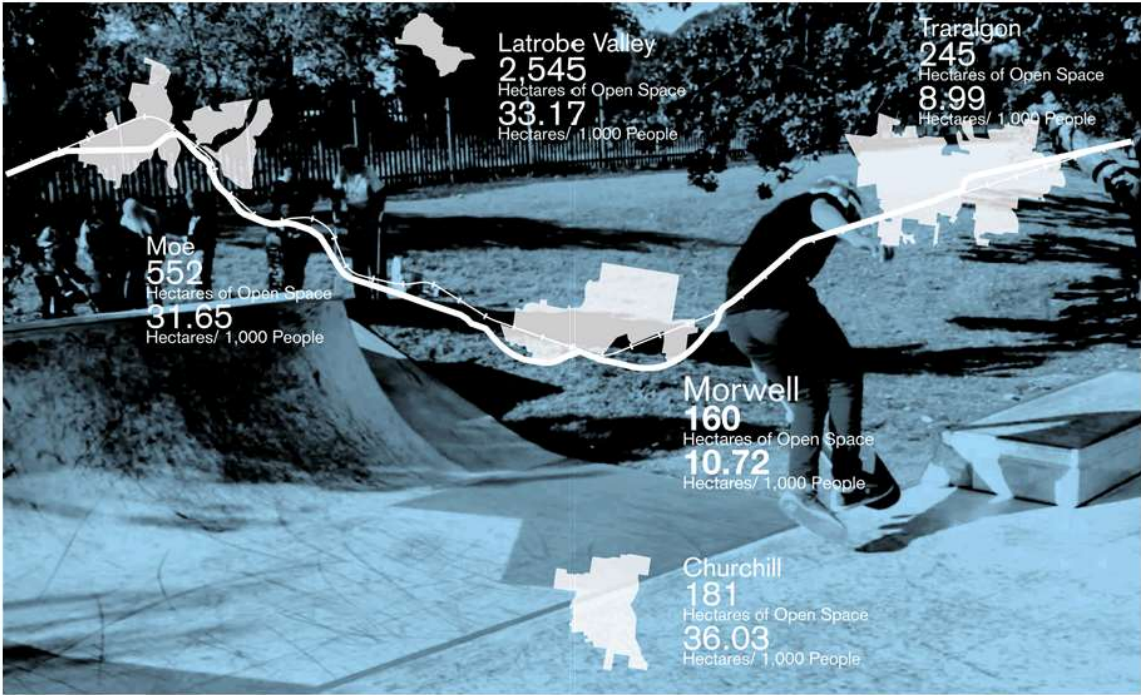 Latrobe Valley
2,545
Hectares of Open Space
33.17
Hectares/ 1,000 People
Traralgon
245
Hectares of Open Space
8.99
Hectares/ 1,000 People
Moe
552
Hectares of Open Space
31.65
Hectares/ 1,000 People
Morwell
160
Hectares of Open Space
10.72
Hectares/ 1,000 People
Churchill
181
Hectares of Open Space
36.03
Hectares/ 1,000 People